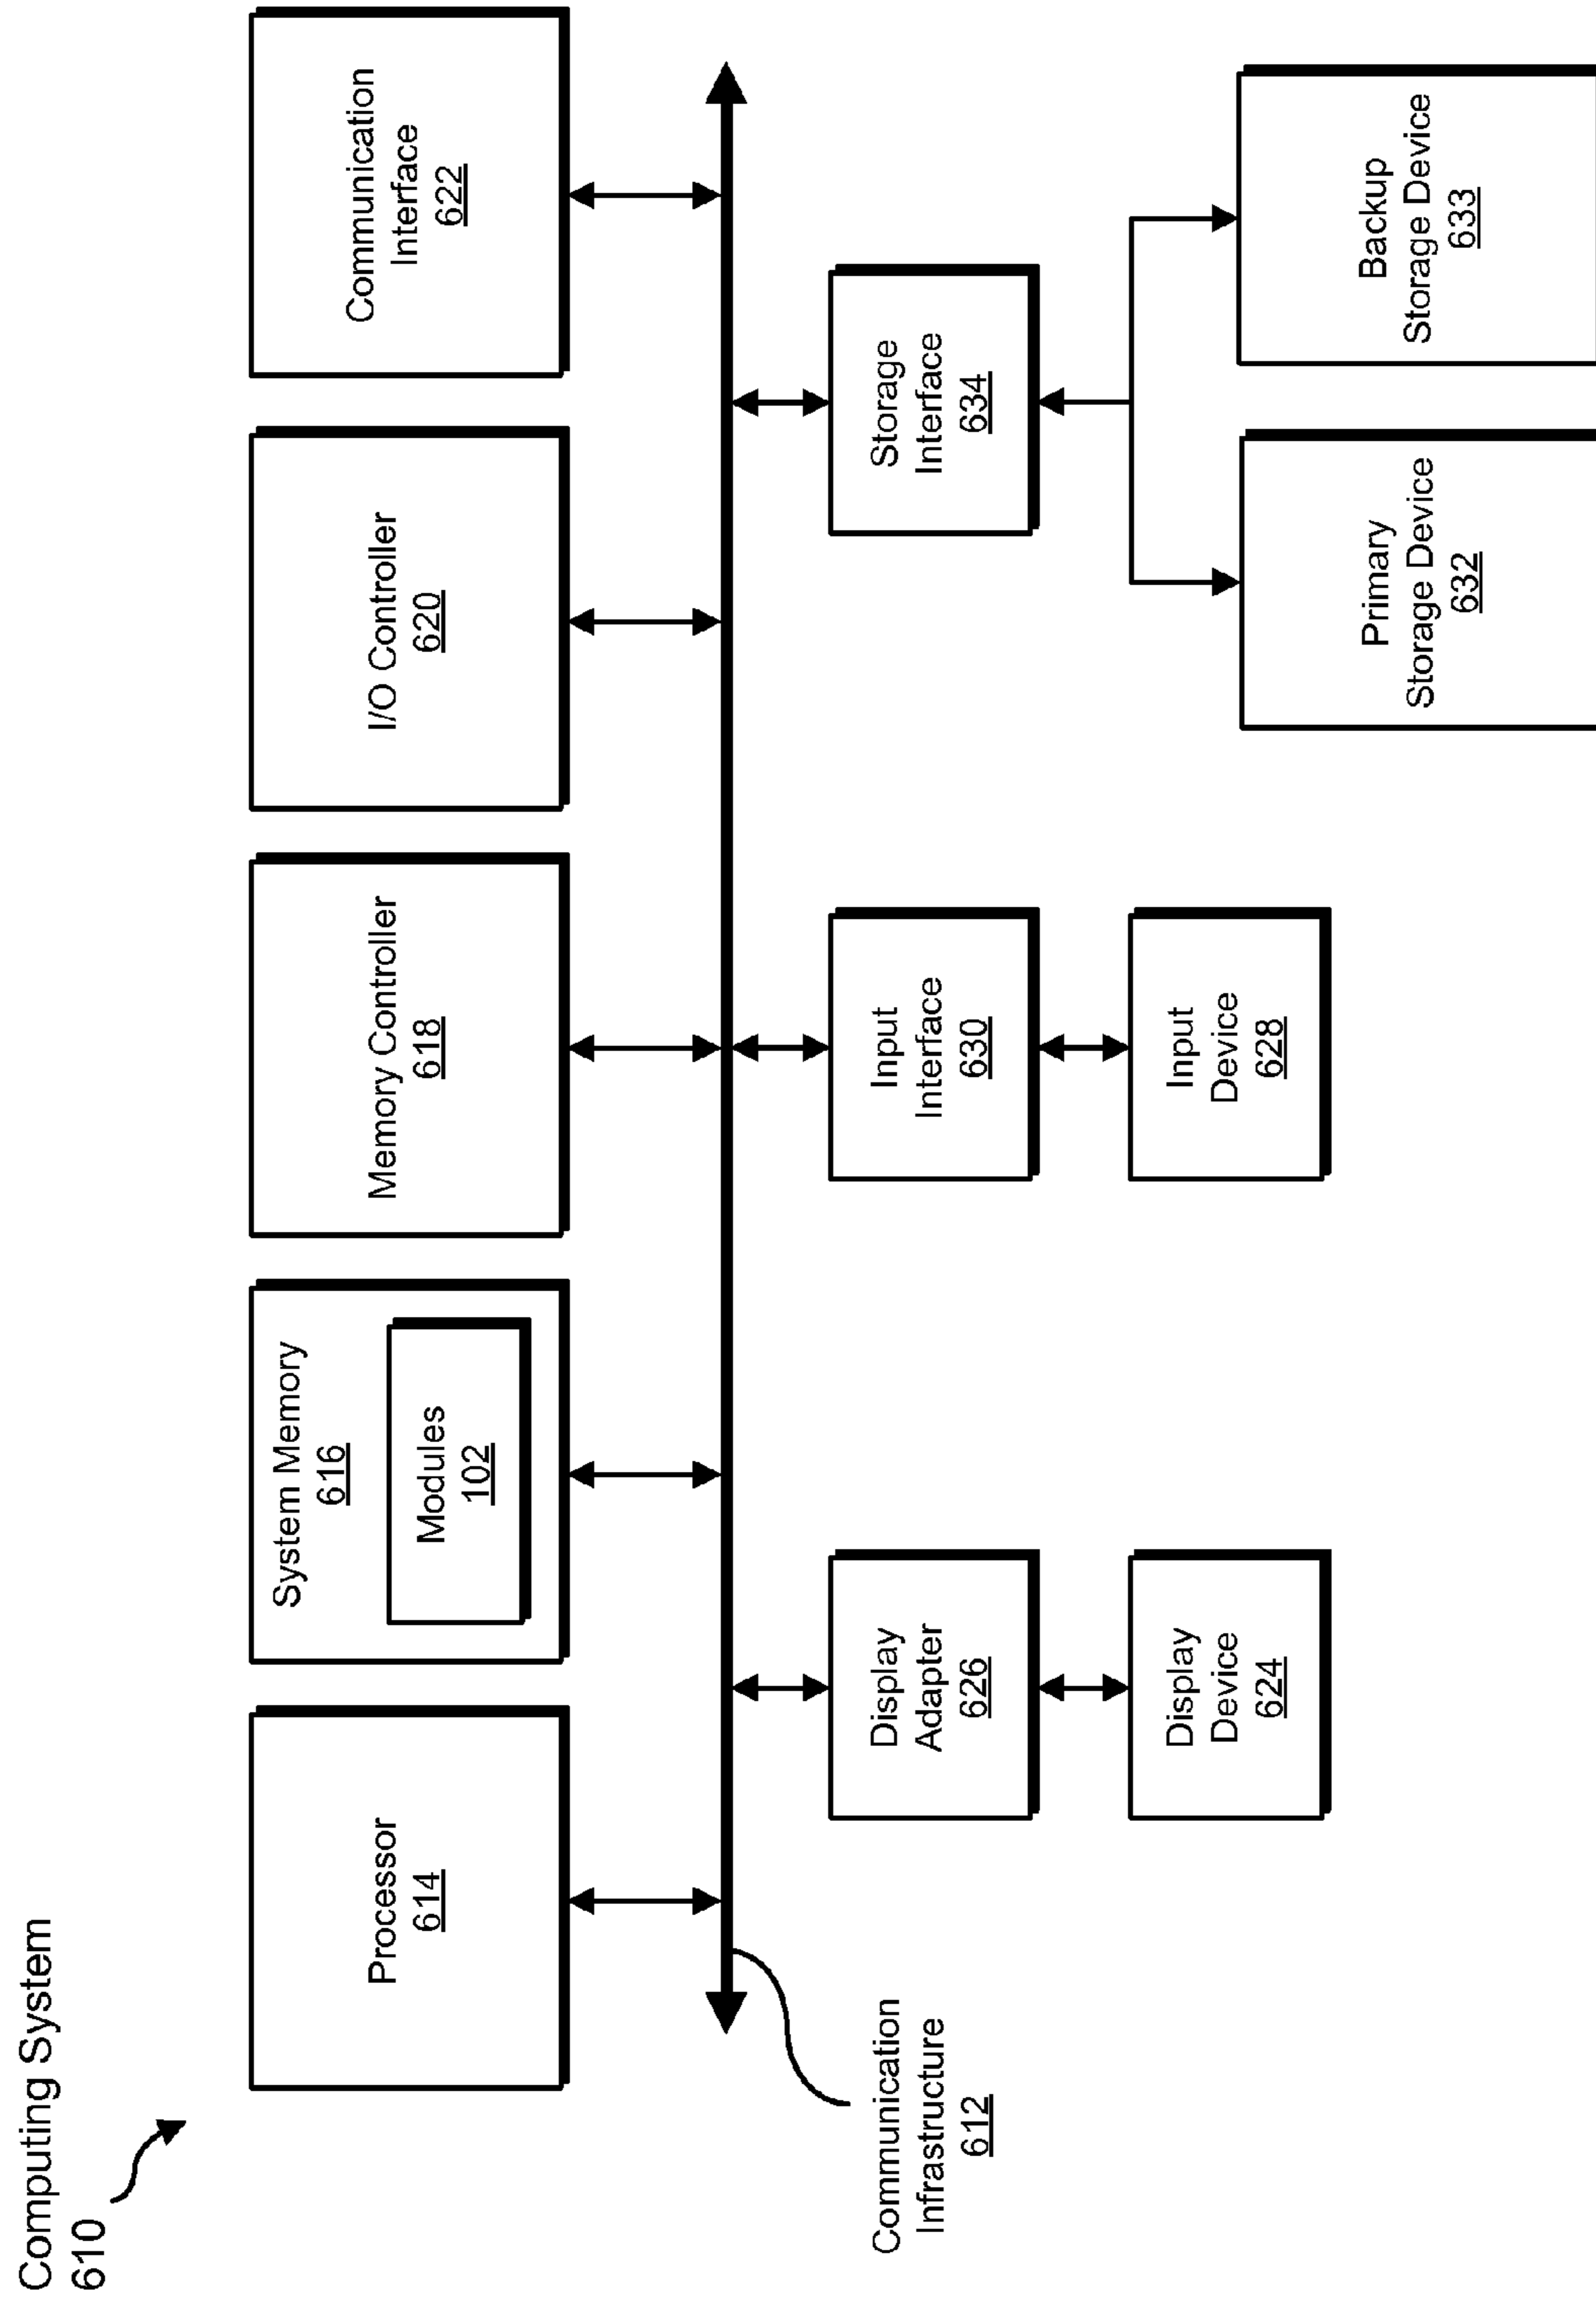 Computing System
610
Processor
614
System Memory
616
Modules
102
Memory Controller
618
I/O Controller
620
Communication
Interface
622
Communication
Infrastructure
612
Display
Adapter
626
Input
Interface
630
Storage
Interface
634
Display
Device
624
Input
Device
628
Primary
Storage Device
632
Backup
Storage Device
633